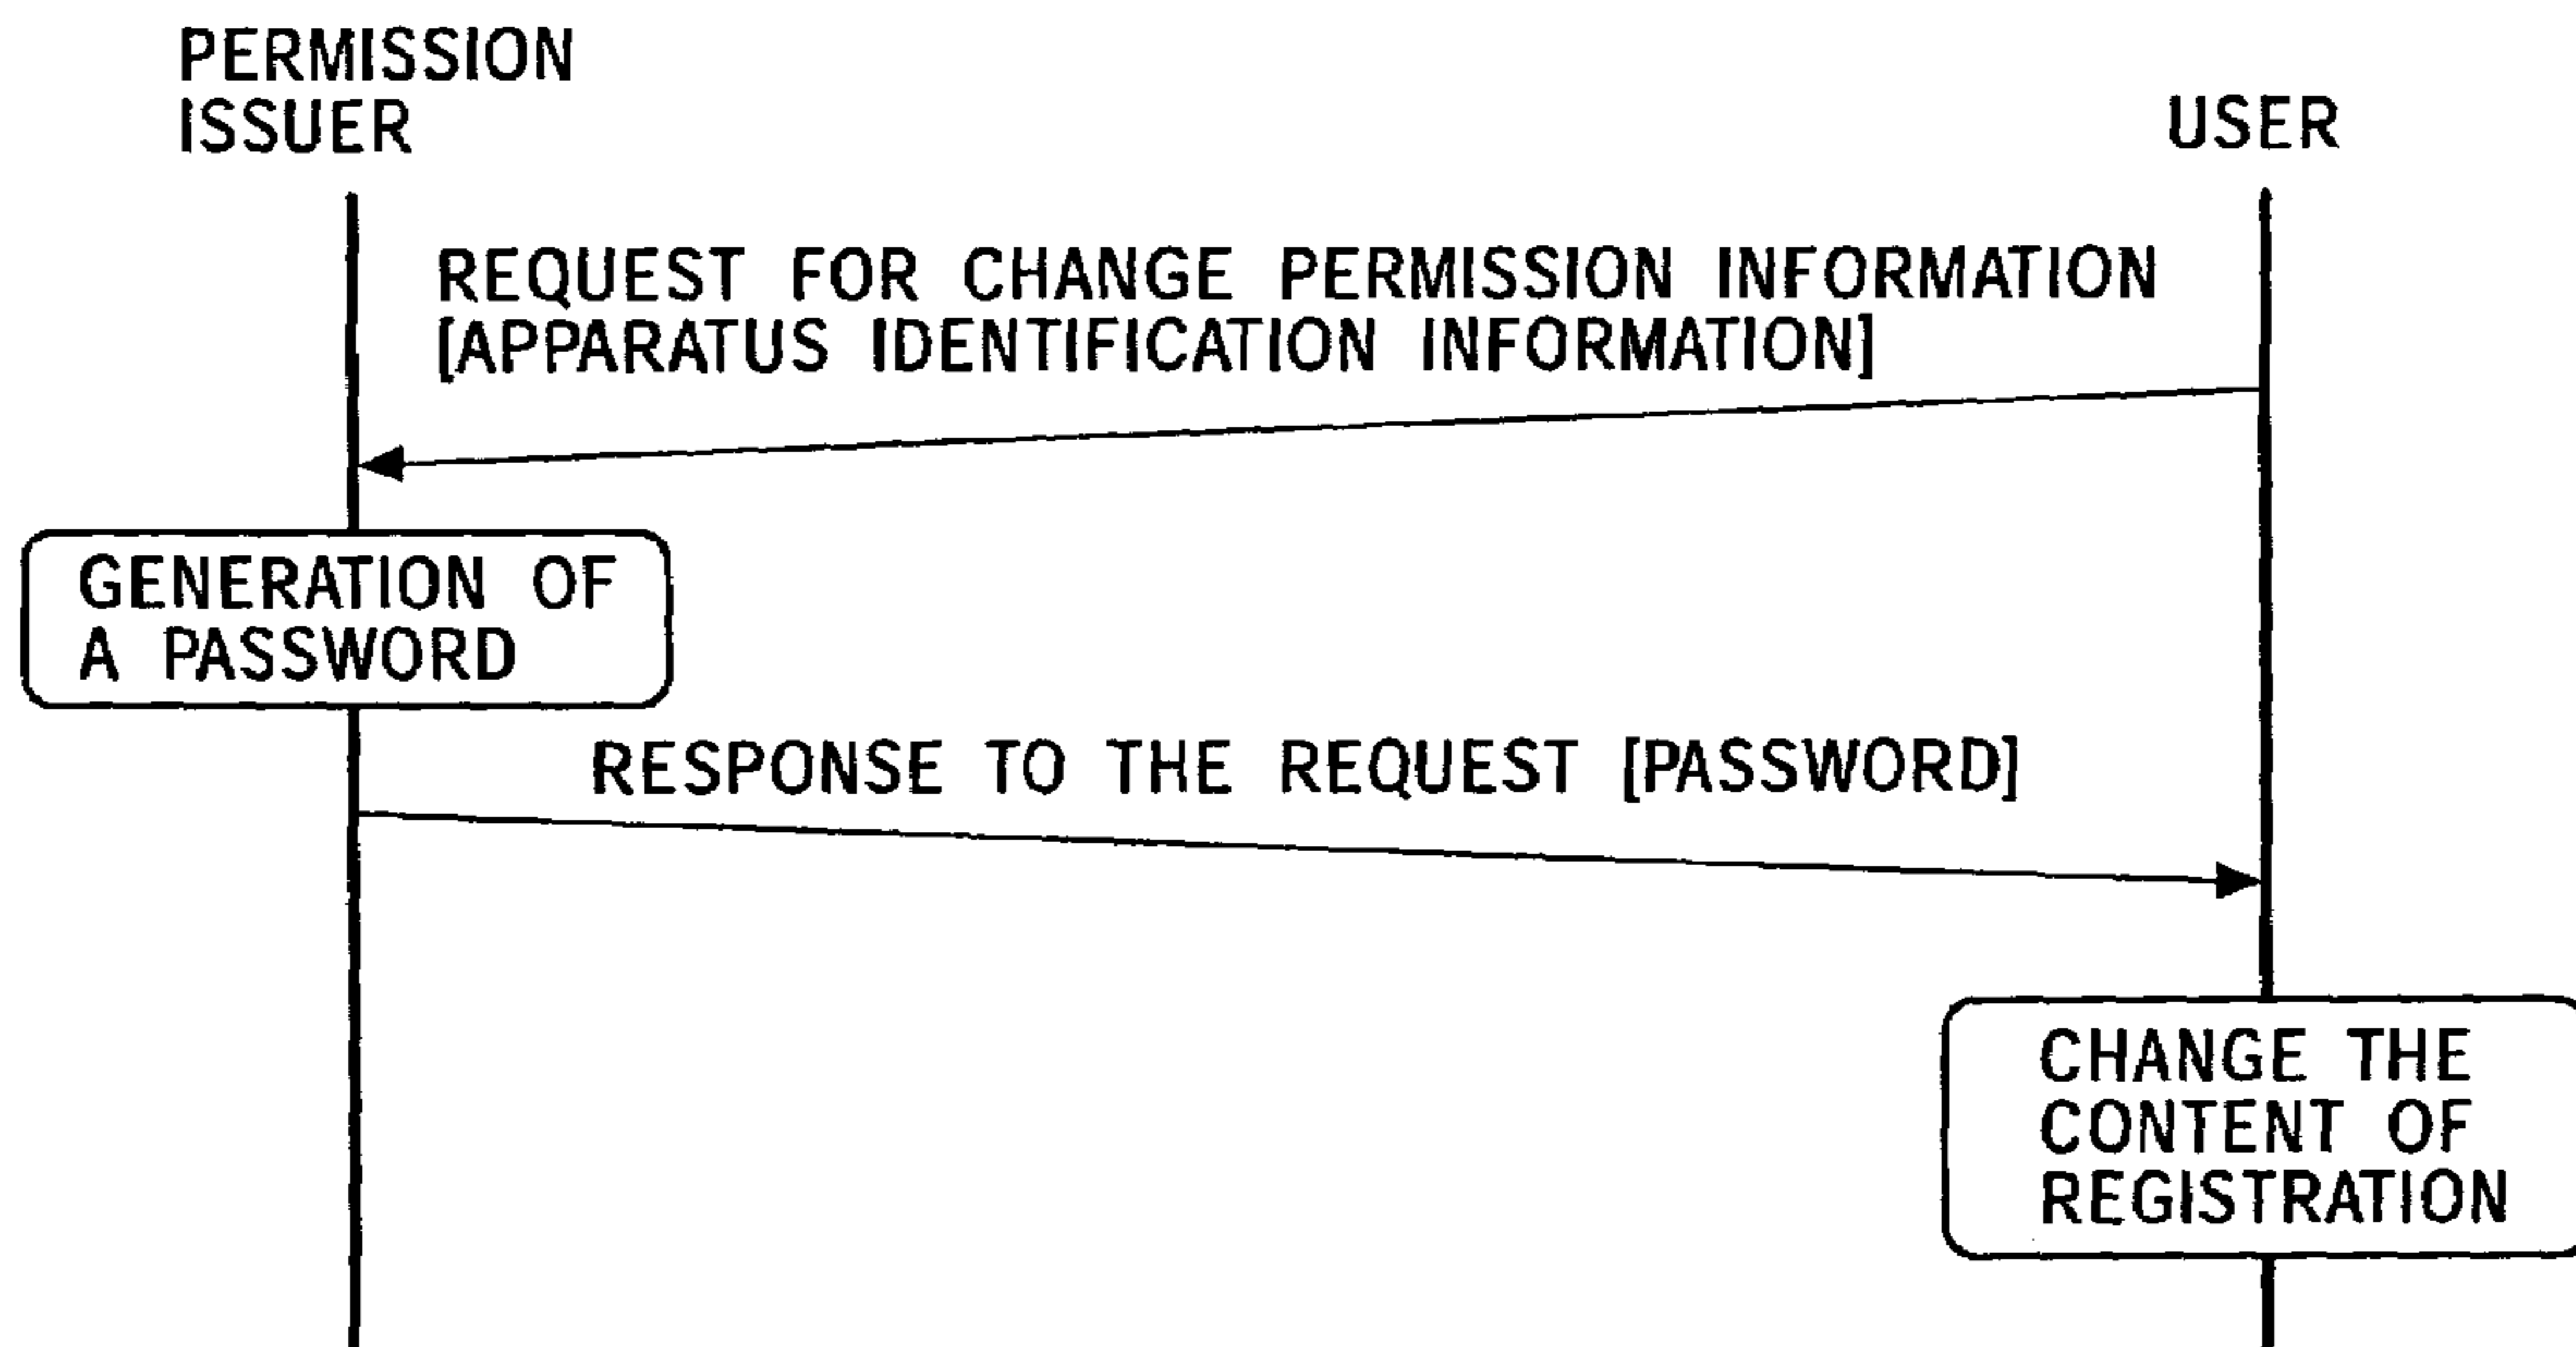 PERMISSION
ISSUER
USER
REQUEST FOR CHANGE PERMISSION INFORMATION
[APPARATUS IDENTIFICATION INFORMATION]
GENERATION OF
A PASSWORD
RESPONSE TO THE REQUEST [PASSWORD]
CHANGE THE
CONTENT OF
REGISTRATION